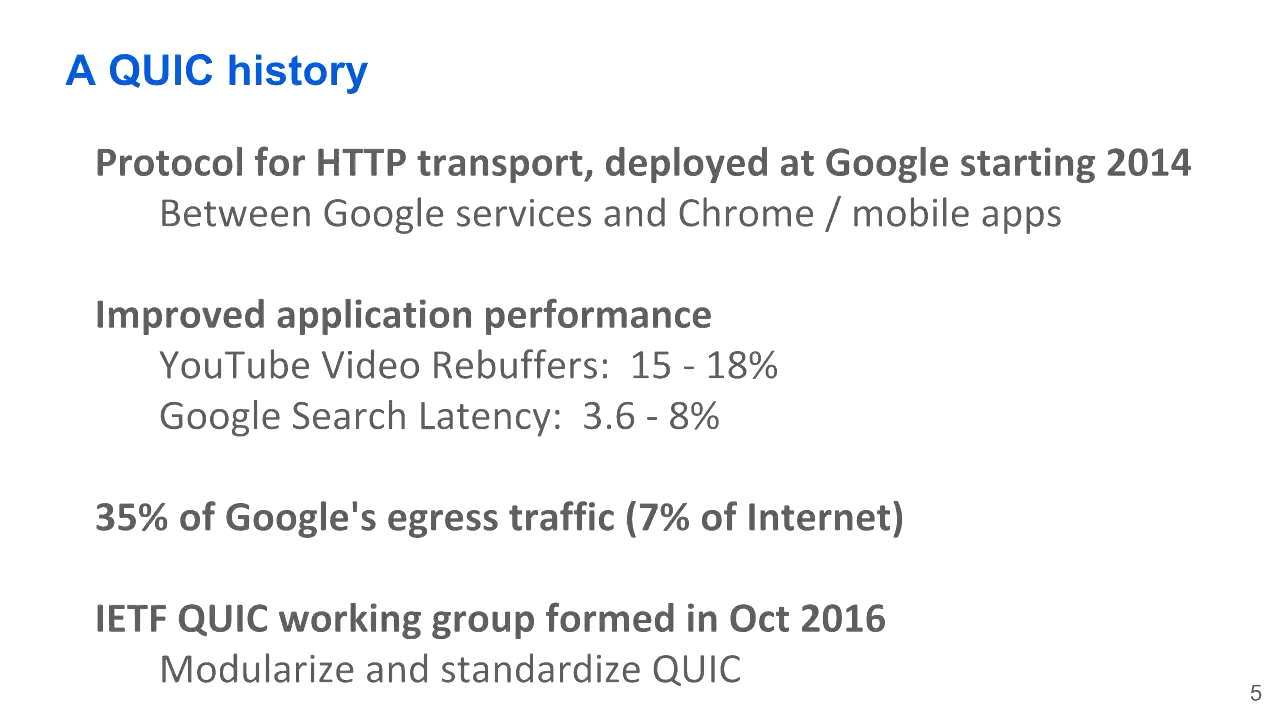 A QUIC history
Protocol for HTTP transport, deployed at Google starting 2014
Between Google services and Chrome / mobile apps
Improved application performance
YouTube Video Rebuffers:  15 - 18%
Google Search Latency:  3.6 - 8%
35% of Google's egress traffic (7% of Internet)
IETF QUIC working group formed in Oct 2016
Modularize and standardize QUIC
5